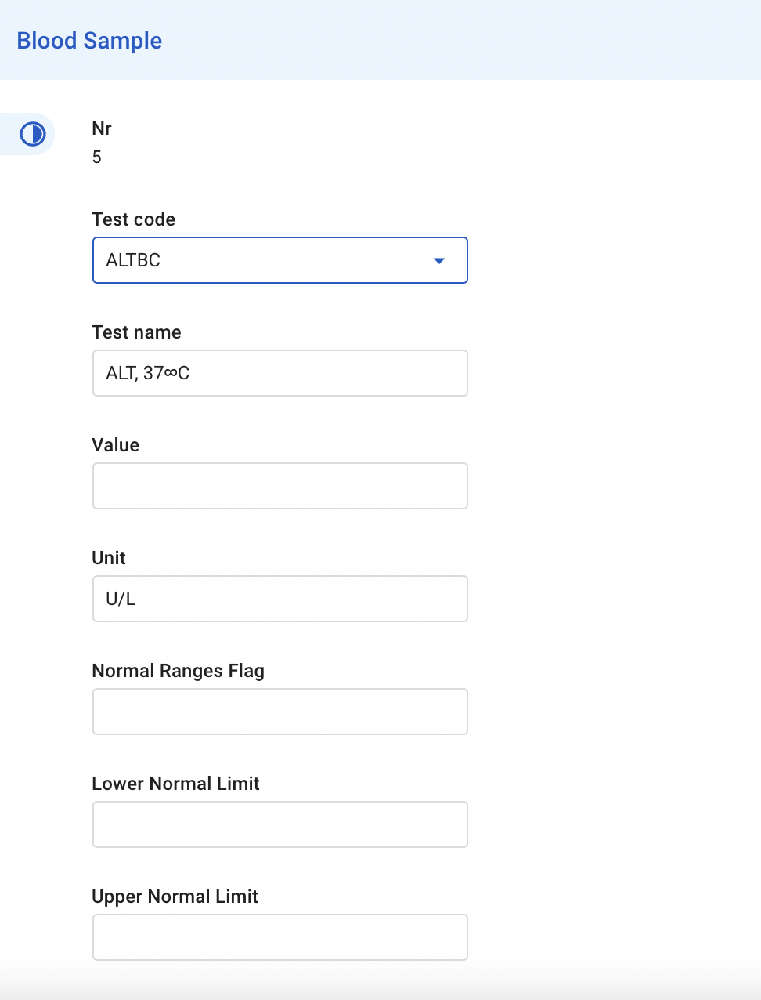 Blood Sample
Nr
5
Test code
ALTBC
Test name
ALT, 37∞C
Value
Unit
U/L
Normal Ranges Flag
Lower Normal Limit
Upper Normal Limit